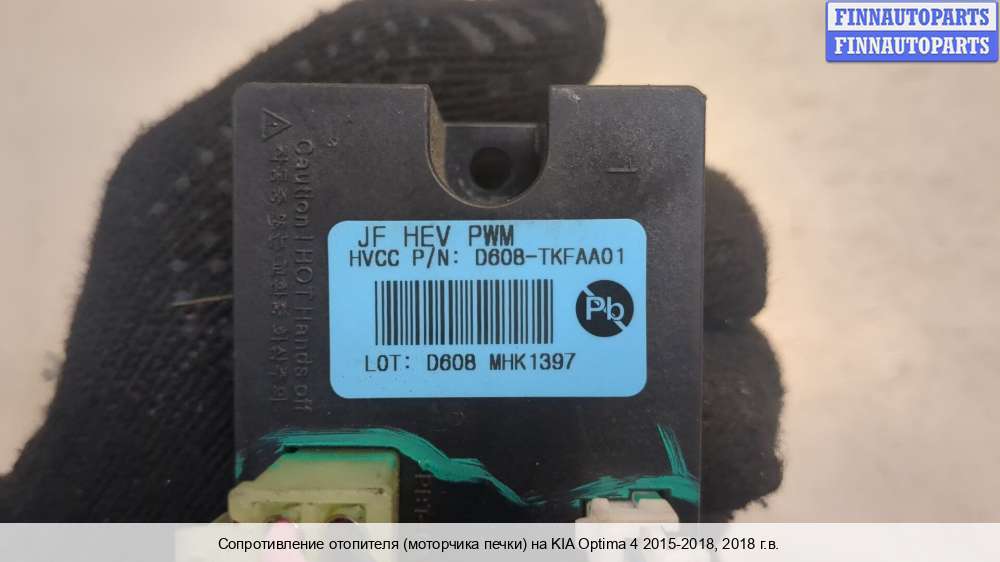 FINNAUTOPARTS
FINNAUTOPARTS
Caution! HOT Hands off
JF HEV PWM
HVCC P/N: D608-TKFAA01
Pb
LOT: D608 MHK1397
Сопротивление отопителя (моторчика печки) на KIA Optima 4 2015-2018, 2018 г.в.